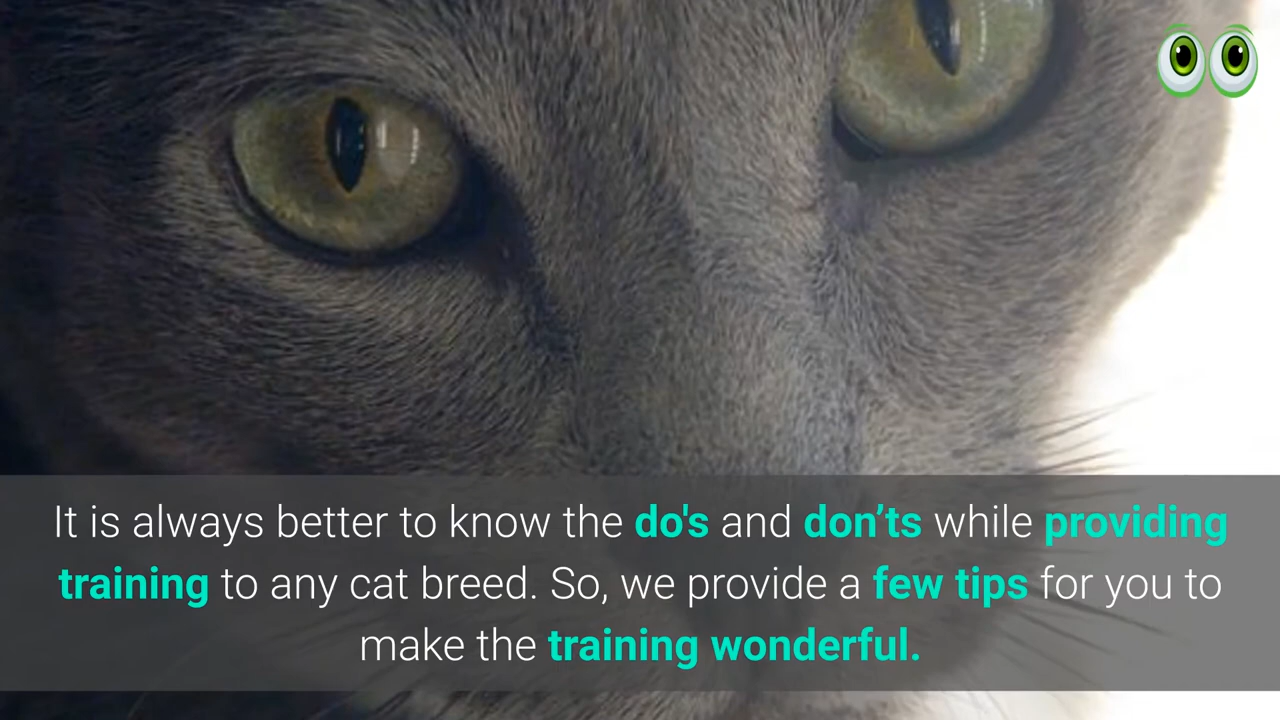 It is always better to know the do's and don’ts while providing
training to any cat breed. So, we provide a few tips for you to
make the training wonderful.